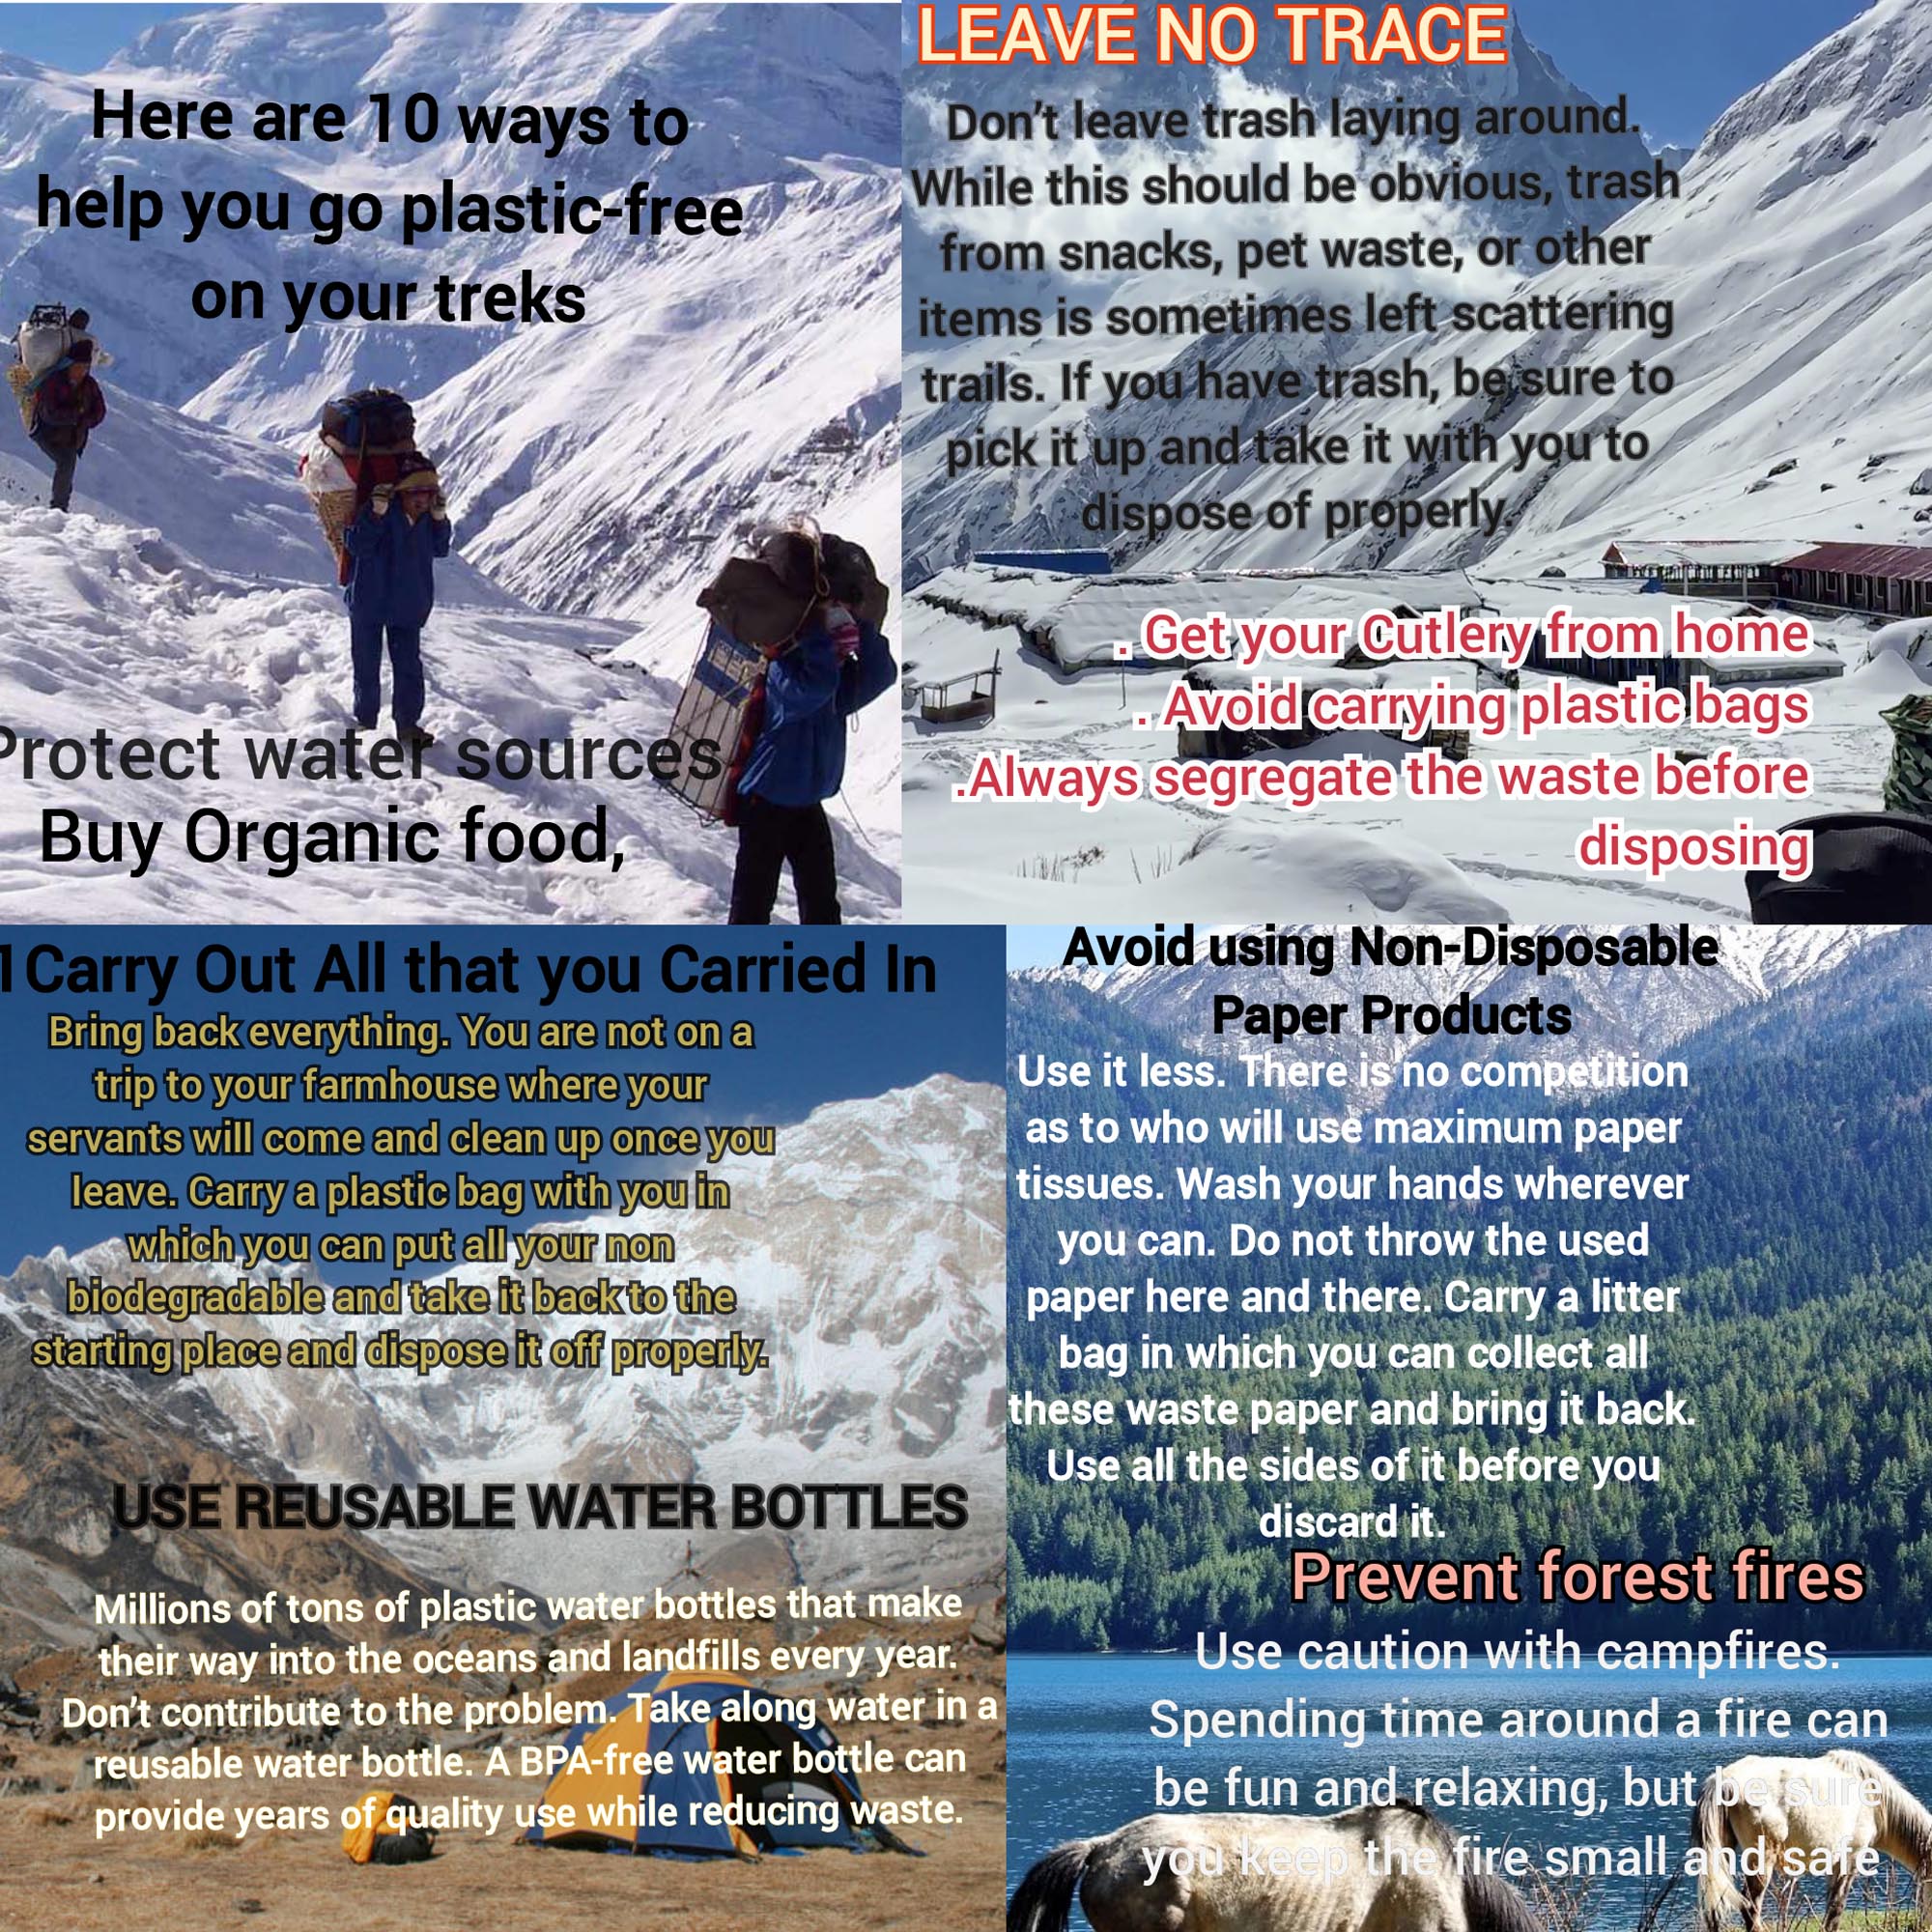 Here are 10 ways to
help you go plastic-free
on your treks
Protect water sources
Buy Organic food,
LEAVE NO TRACE
Don't leave trash laying around.
While this should be obvious, trash
from snacks, pet waste, or other
items is sometimes left scattering
trails. If you have trash, be sure to
pick it up and take it with you to
dispose of properly.
. Get your Cutlery from home
. Avoid carrying plastic bags
.Always segregate the waste before
disposing
1Carry Out All that you Carried In
Bring back everything. You are not on a
trip to your farmhouse where your
servants will come and clean up once you
leave. Carry a plastic bag with you in
which you can put all your non
biodegradable and take it back to the
starting place and dispose it off properly.
USE REUSABLE WATER BOTTLES
Millions of tons of plastic water bottles that make
their way into the oceans and landfills every year.
Don't contribute to the problem. Take along water in a
reusable water bottle. A BPA-free water bottle can
provide years of quality use while reducing waste.
Avoid using Non-Disposable
Paper Products
Use it less. There is no competition
as to who will use maximum paper
tissues. Wash your hands wherever
you can. Do not throw the used
paper here and there. Carry a litter
bag in which you can collect all
these waste paper and bring it back.
Use all the sides of it before you
discard it.
Prevent forest fires
Use caution with campfires.
Spending time around a fire can
be fun and relaxing, but be sure
you keep the fire small and safe